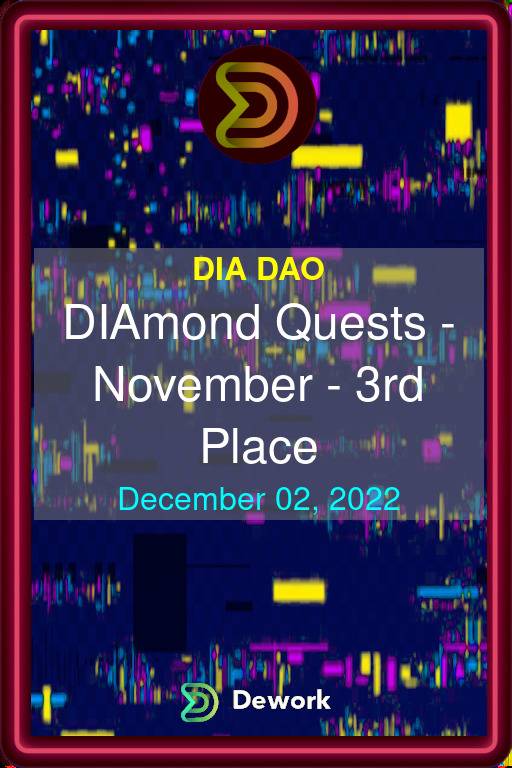 DIA DAO
DIAmond Quests -
November - 3rd
Place
December 02, 2022
Dework